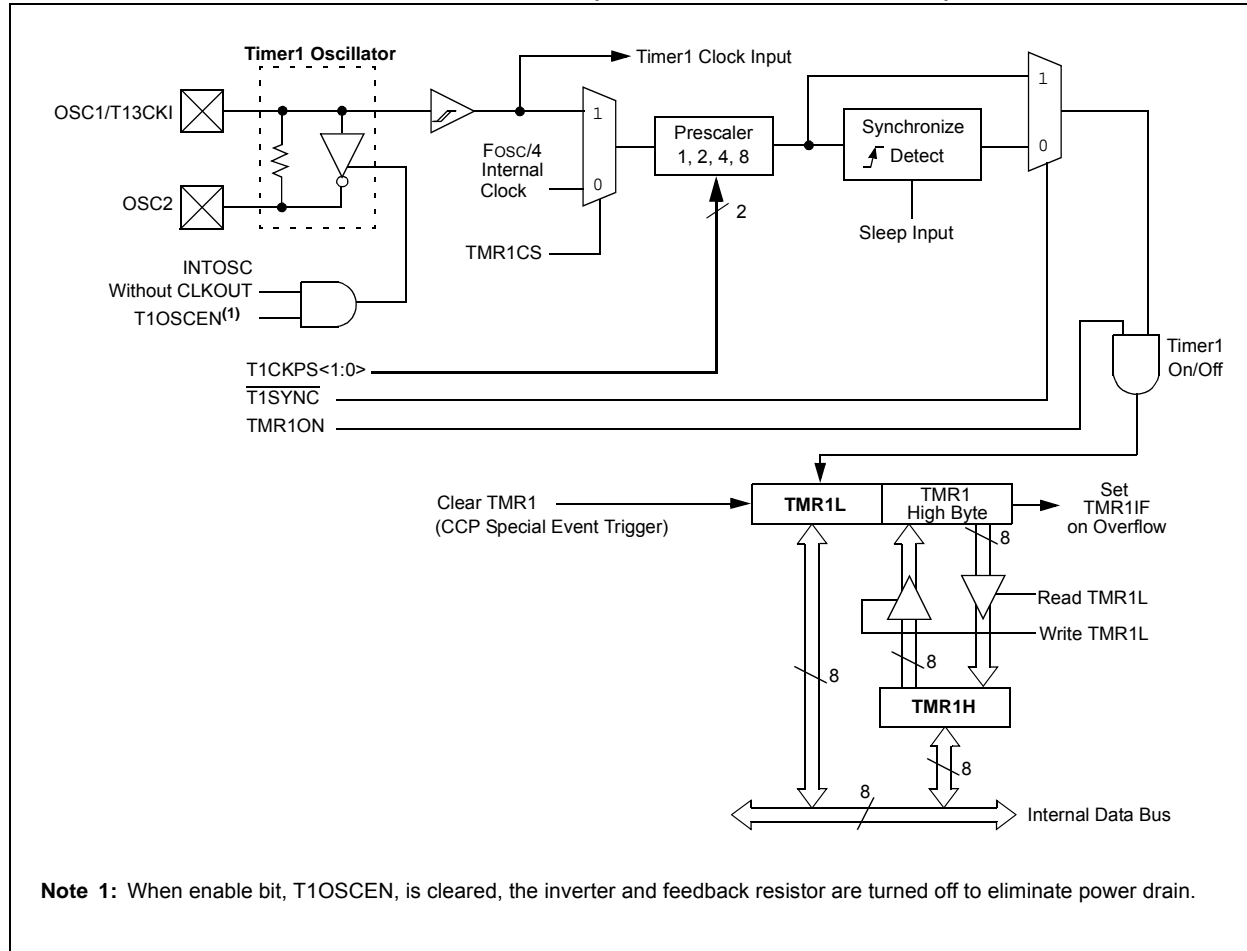 Timer1 Oscillator
Timer1 Clock Input
OSC1/T13CKI
OSC2
1
0
FOSC/4
Internal
Clock
TMR1CS
Prescaler
1, 2, 4, 8
2
Synchronize
Detect
Sleep Input
1
0
INTOSC
Without CLKOUT
T1OSCEN(1)
T1CKPS<1:0>
T1SYNC
TMR1ON
Timer1
On/Off
Clear TMR1
(CCP Special Event Trigger)
TMR1L
TMR1
High Byte
Set
TMR1IF
on Overflow
8
Read TMR1L
Write TMR1L
8
8
TMR1H
8
8
Internal Data Bus
Note 1: When enable bit, T1OSCEN, is cleared, the inverter and feedback resistor are turned off to eliminate power drain.